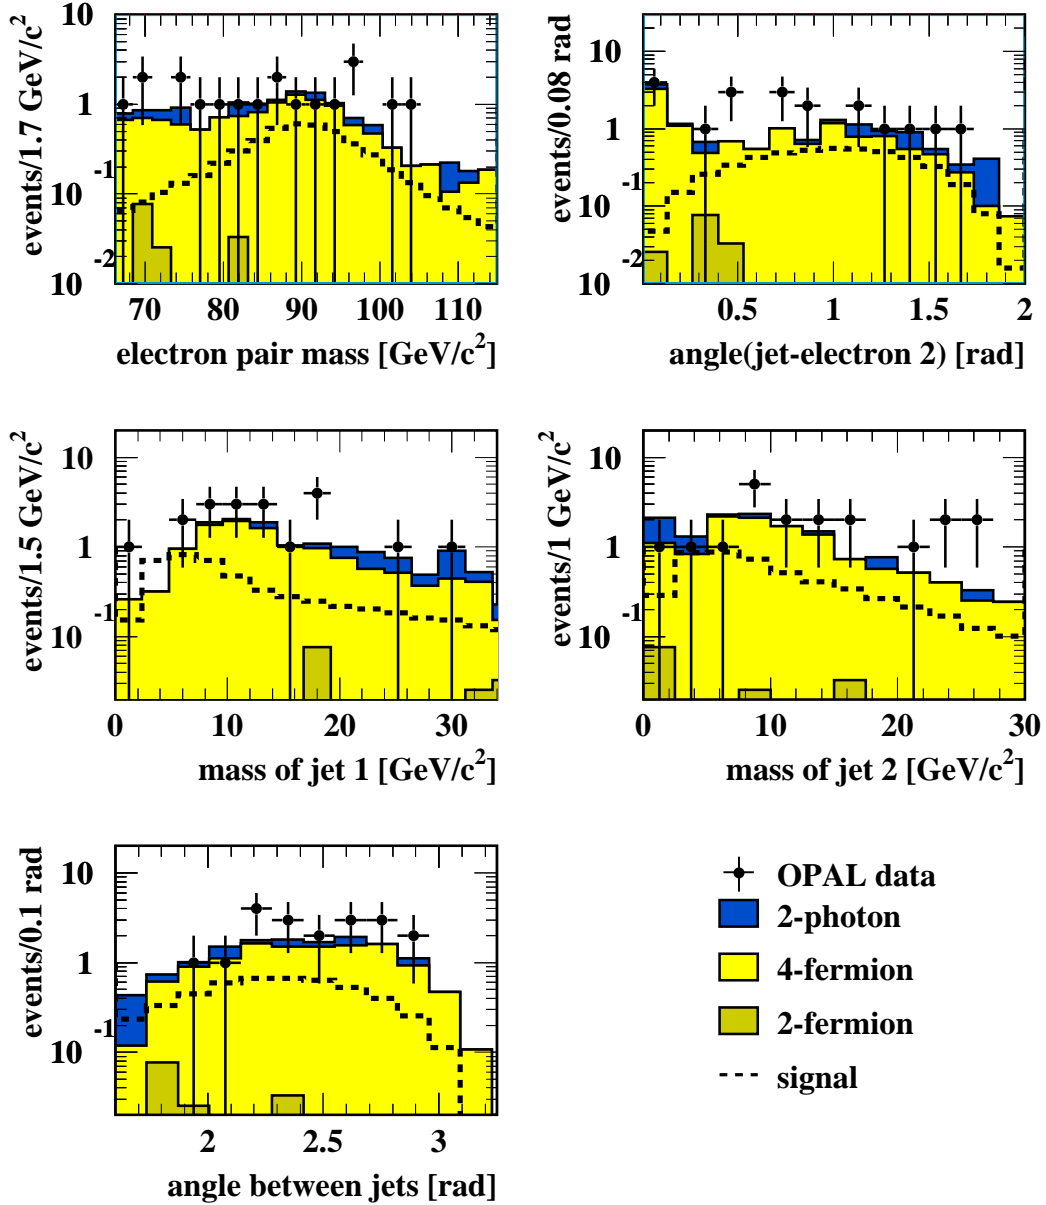 events/1.7 GeV/c²
10
1
10⁻¹
10⁻²
70 80 90 100 110
electron pair mass [GeV/c²]
events/0.08 rad
10
1
10⁻¹
10⁻²
0.5 1 1.5 2
angle(jet-electron 2) [rad]
events/1.5 GeV/c²
10
1
10⁻¹
0 10 20 30
mass of jet 1 [GeV/c²]
events/1 GeV/c²
10
1
10⁻¹
0 10 20 30
mass of jet 2 [GeV/c²]
events/0.1 rad
10
1
10⁻¹
2 2.5 3
angle between jets [rad]
OPAL data
2-photon
4-fermion
2-fermion
signal